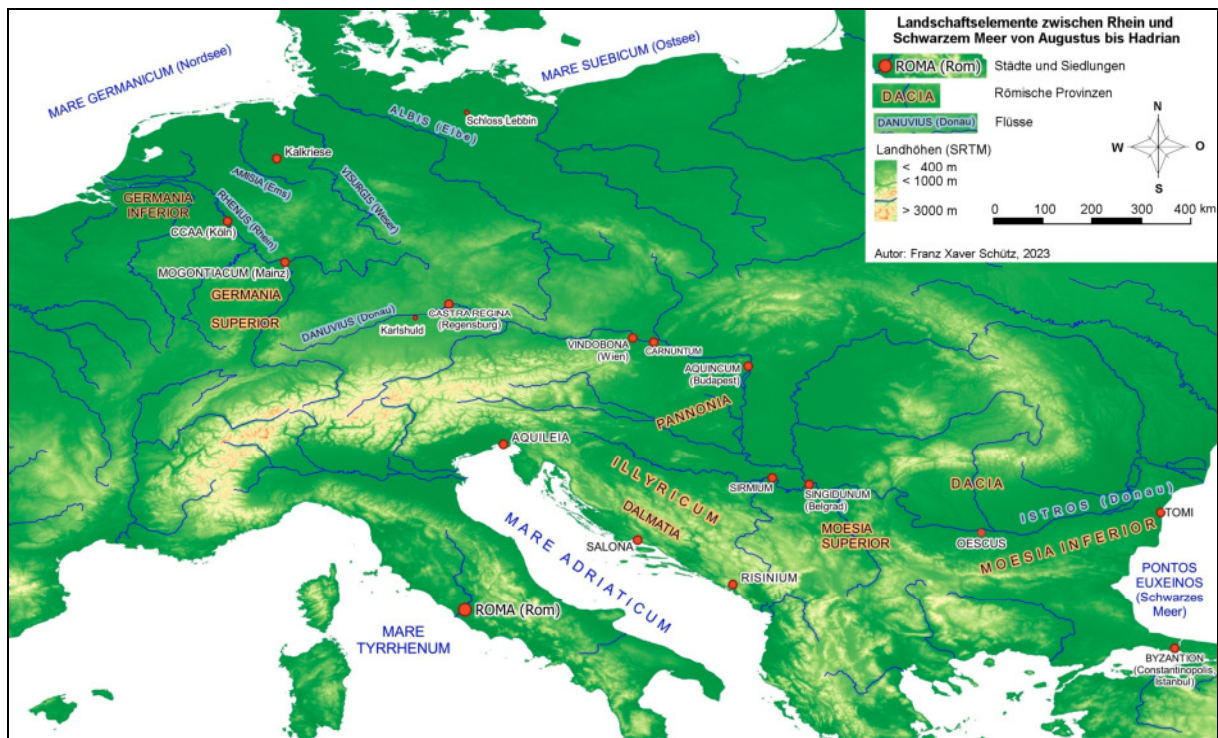 Landschaftselemente zwischen Rhein und
Schwarzem Meer von Augustus bis Hadrian
ROMA (Rom)
Städte und Siedlungen
DACIA
Römische Provinzen
DANUVIUS (Donau)
Flüsse
Landhöhen (SRTM)
< 400 m
< 1000 m
> 3000 m
N
W
O
S
0 100 200 300 400 km
Autor: Franz Xaver Schütz, 2023
MARE GERMANICUM (Nordsee)
MARE SUEBICUM (Ostsee)
ALBIS (Elbe)
Schloss Lebbin
Kalkriese
AMISIA (Ems)
VISURGIS (Weser)
GERMANIA
INFERIOR
RHENUS (Rhein)
CCAA (Köln)
MOGONTIACUM (Mainz)
GERMANIA
SUPERIOR
DANUVIUS (Donau)
Karlshuld
CASTRA REGINA
(Regensburg)
VINDOBONA
(Wien)
CARNUNTUM
AQUINCUM
(Budapest)
PANNONIA
AQUILEIA
ILLYRICUM
DALMATIA
SIRMIUM
SINGIDUNUM
(Belgrad)
DACIA
ISTROS (Donau)
TOMI
MOESIA
SUPERIOR
OESCUS
MOESIA INFERIOR
SALONA
RISINIUM
MARE ADRIATICUM
PONTOS
EUXEINOS
(Schwarzes
Meer)
ROMA (Rom)
MARE
TYRRHENUM
BYZANTION
(Constantinopolis,
Istanbul)